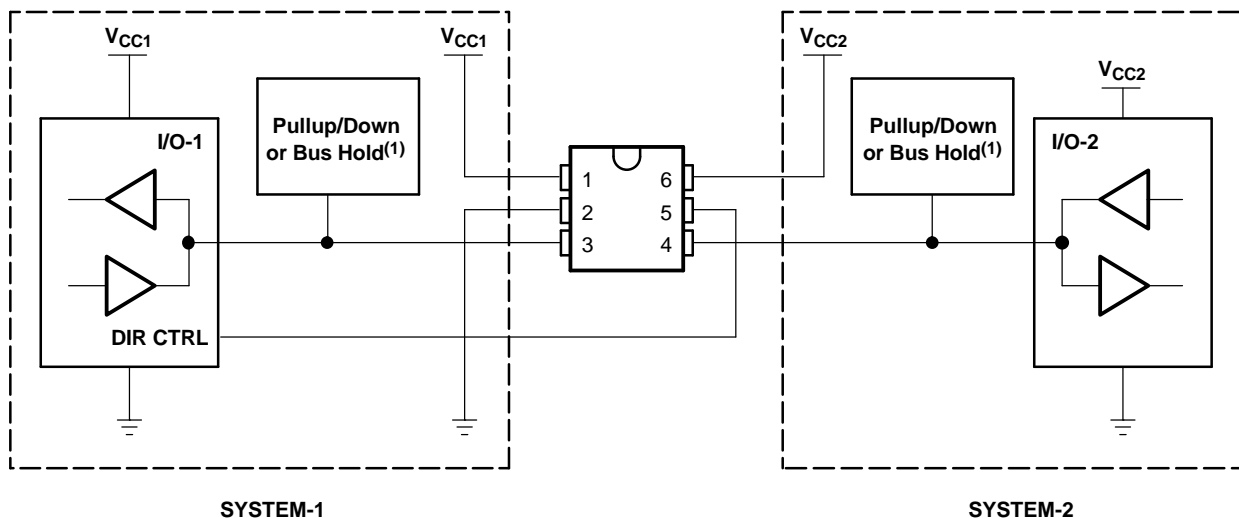 VCC1
I/O-1
DIR CTRL
Pullup/Down
or Bus Hold(1)
VCC1
1
2
3
6
5
4
VCC2
Pullup/Down
or Bus Hold(1)
VCC2
I/O-2
SYSTEM-1
SYSTEM-2